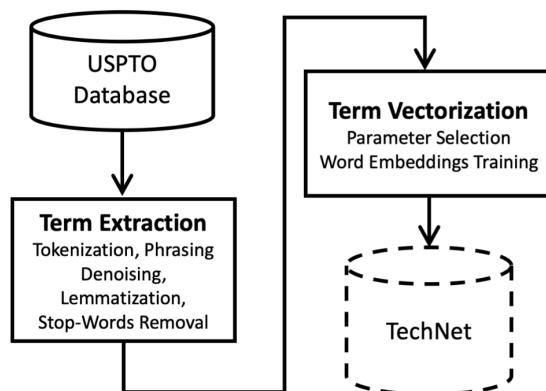 USPTO
Database
Term Extraction
Tokenization, Phrasing
Denoising,
Lemmatization,
Stop-Words Removal
Term Vectorization
Parameter Selection
Word Embeddings Training
TechNet